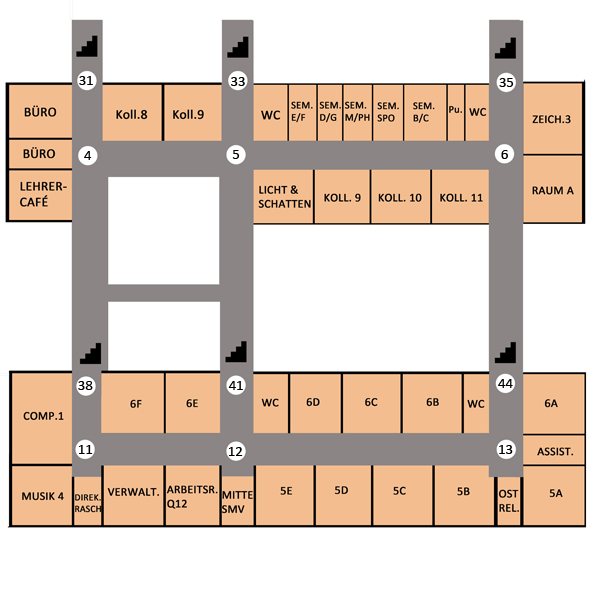 31
33
35
BÜRO
Koll.8
Koll.9
WC
SEM.
E/F
SEM.
D/G
SEM.
M/PH
SEM.
SPO
SEM.
B/C
Pu.
WC
ZEICH.3
BÜRO
4
5
6
LEHRER-
CAFÉ
LICHT &
SCHATTEN
KOLL. 9
KOLL. 10
KOLL. 11
RAUM A
38
41
44
COMP.1
6F
6E
WC
6D
6C
6B
WC
6A
11
12
13
ASSIST.
MUSIK 4
DIREK.
RASCH
VERWALT.
ARBEITSR.
Q12
MITTE
SMV
5E
5D
5C
5B
OST
REL.
5A